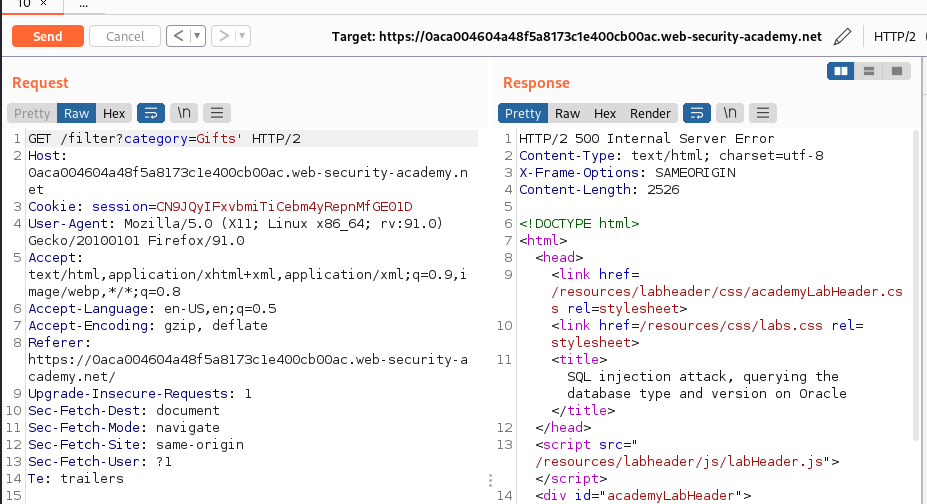 10 × ...
Send Cancel < ▾ > ▾ Target: https://0aca004604a48f5a8173c1e400cb00ac.web-security-academy.net HTTP/2
Request
Pretty Raw Hex \n
1 GET /filter?category=Gifts' HTTP/2
2 Host:
0aca004604a48f5a8173c1e400cb00ac.web-security-academy.n
et
3 Cookie: session=CN9JQyIFxvbmiTiCebm4yRepnMfGE01D
4 User-Agent: Mozilla/5.0 (X11; Linux x86_64; rv:91.0)
Gecko/20100101 Firefox/91.0
5 Accept:
text/html,application/xhtml+xml,application/xml;q=0.9,i
mage/webp,*/*;q=0.8
6 Accept-Language: en-US,en;q=0.5
7 Accept-Encoding: gzip, deflate
8 Referer:
https://0aca004604a48f5a8173c1e400cb00ac.web-security-a
cademy.net/
9 Upgrade-Insecure-Requests: 1
10 Sec-Fetch-Dest: document
11 Sec-Fetch-Mode: navigate
12 Sec-Fetch-Site: same-origin
13 Sec-Fetch-User: ?1
14 Te: trailers
15
Response
Pretty Raw Hex Render \n
1 HTTP/2 500 Internal Server Error
2 Content-Type: text/html; charset=utf-8
3 X-Frame-Options: SAMEORIGIN
4 Content-Length: 2526
5
6 <!DOCTYPE html>
7 <html>
8 <head>
9 <link href=
/resources/labheader/css/academyLabHeader.cs
s rel=stylesheet>
10 <link href=/resources/css/labs.css rel=
stylesheet>
11 <title>
SQL injection attack, querying the
database type and version on Oracle
</title>
12 </head>
13 <script src="
/resources/labheader/js/labHeader.js">
</script>
14 <div id="academyLabHeader">